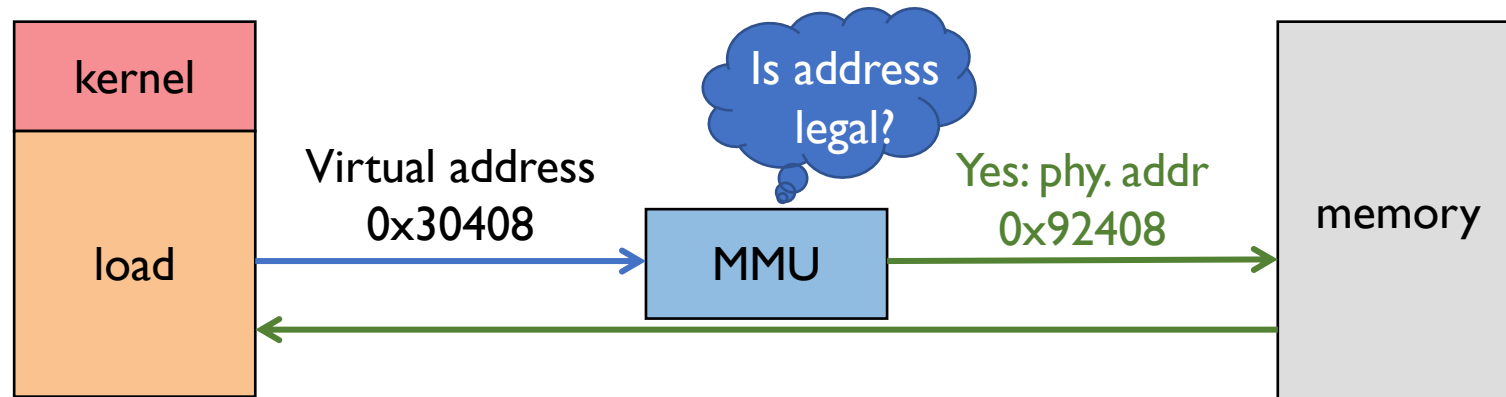 kernel
load
Virtual address
0x30408
Is address
legal?
MMU
Yes: phy. addr
0x92408
memory